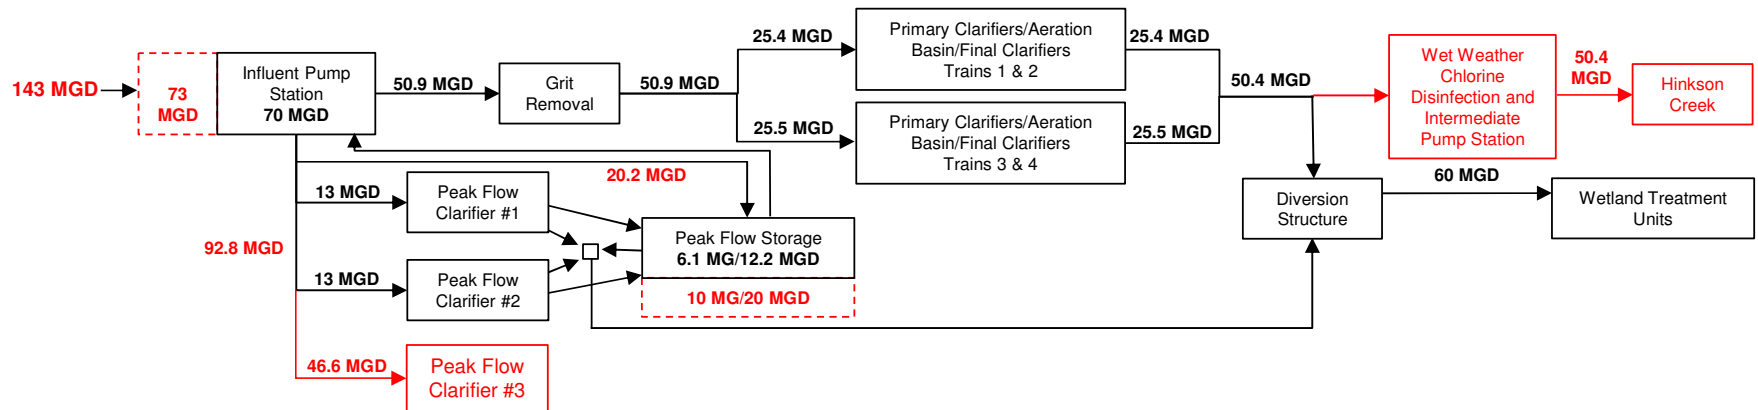 143 MGD
73
MGD
Influent Pump
Station
70 MGD
50.9 MGD
Grit
Removal
50.9 MGD
25.4 MGD
Primary Clarifiers/Aeration
Basin/Final Clarifiers
Trains 1 & 2
25.4 MGD
25.5 MGD
Primary Clarifiers/Aeration
Basin/Final Clarifiers
Trains 3 & 4
25.5 MGD
50.4 MGD
Wet Weather
Chlorine
Disinfection and
Intermediate
Pump Station
50.4
MGD
Hinkson
Creek
20.2 MGD
13 MGD
Peak Flow
Clarifier #1
92.8 MGD
13 MGD
Peak Flow
Clarifier #2
Peak Flow Storage
6.1 MG/12.2 MGD
10 MG/20 MGD
Diversion
Structure
60 MGD
Wetland Treatment
Units
46.6 MGD
Peak Flow
Clarifier #3